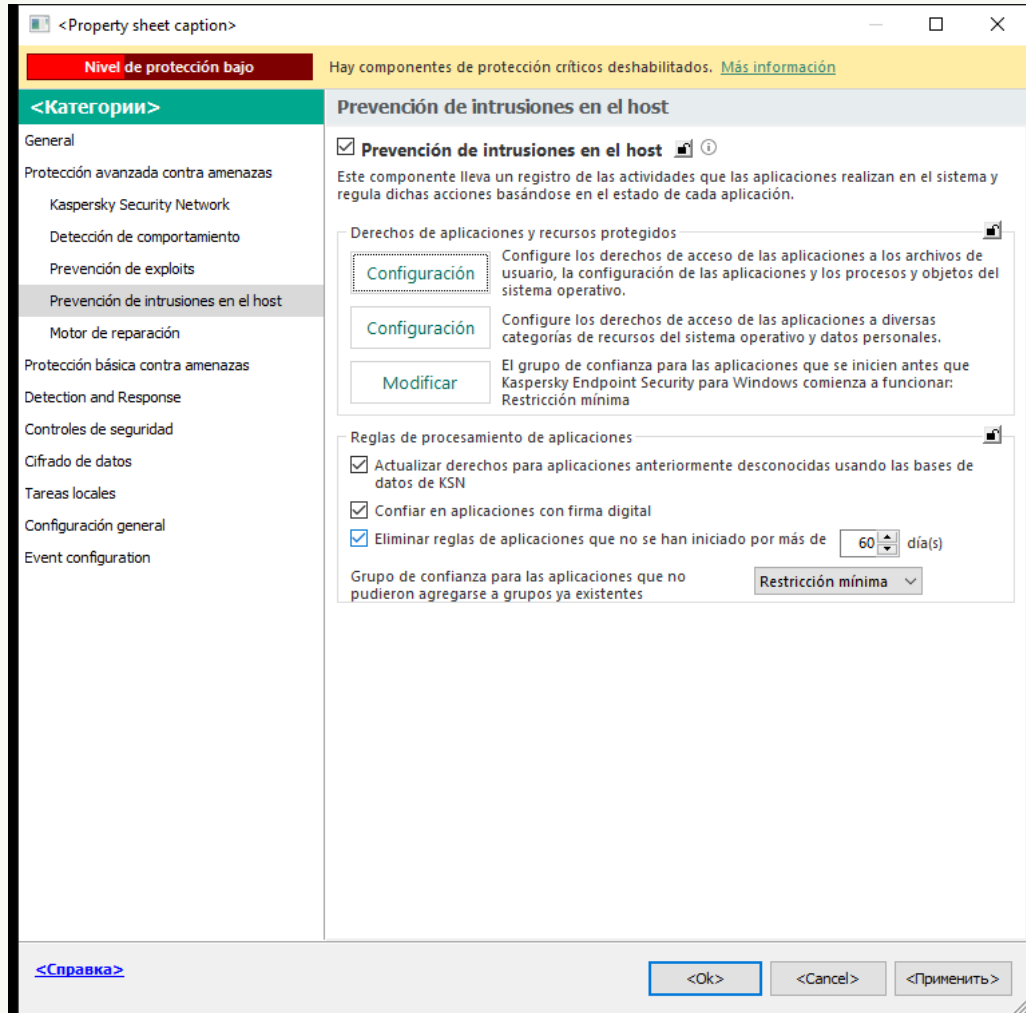 <Property sheet caption>
Nivel de protección bajo
Hay componentes de protección críticos deshabilitados. Más información
<Категории>
General
Protección avanzada contra amenazas
Kaspersky Security Network
Detección de comportamiento
Prevención de exploits
Prevención de intrusiones en el host
Motor de reparación
Protección básica contra amenazas
Detection and Response
Controles de seguridad
Cifrado de datos
Tareas locales
Configuración general
Event configuration
Prevención de intrusiones en el host
Prevención de intrusiones en el host
Este componente lleva un registro de las actividades que las aplicaciones realizan en el sistema y
regula dichas acciones basándose en el estado de cada aplicación.
Derechos de aplicaciones y recursos protegidos
Configuración
Configure los derechos de acceso de las aplicaciones a los archivos de
usuario, la configuración de las aplicaciones y los procesos y objetos del
sistema operativo.
Configuración
Configure los derechos de acceso de las aplicaciones a diversas
categorías de recursos del sistema operativo y datos personales.
Modificar
El grupo de confianza para las aplicaciones que se inicien antes que
Kaspersky Endpoint Security para Windows comienza a funcionar:
Restricción mínima
Reglas de procesamiento de aplicaciones
Actualizar derechos para aplicaciones anteriormente desconocidas usando las bases de
datos de KSN
Confiar en aplicaciones con firma digital
Eliminar reglas de aplicaciones que no se han iniciado por más de 60 día(s)
Grupo de confianza para las aplicaciones que no
pudieron agregarse a grupos ya existentes
Restricción mínima
<Справка>
<Ok>
<Cancel>
<Применить>